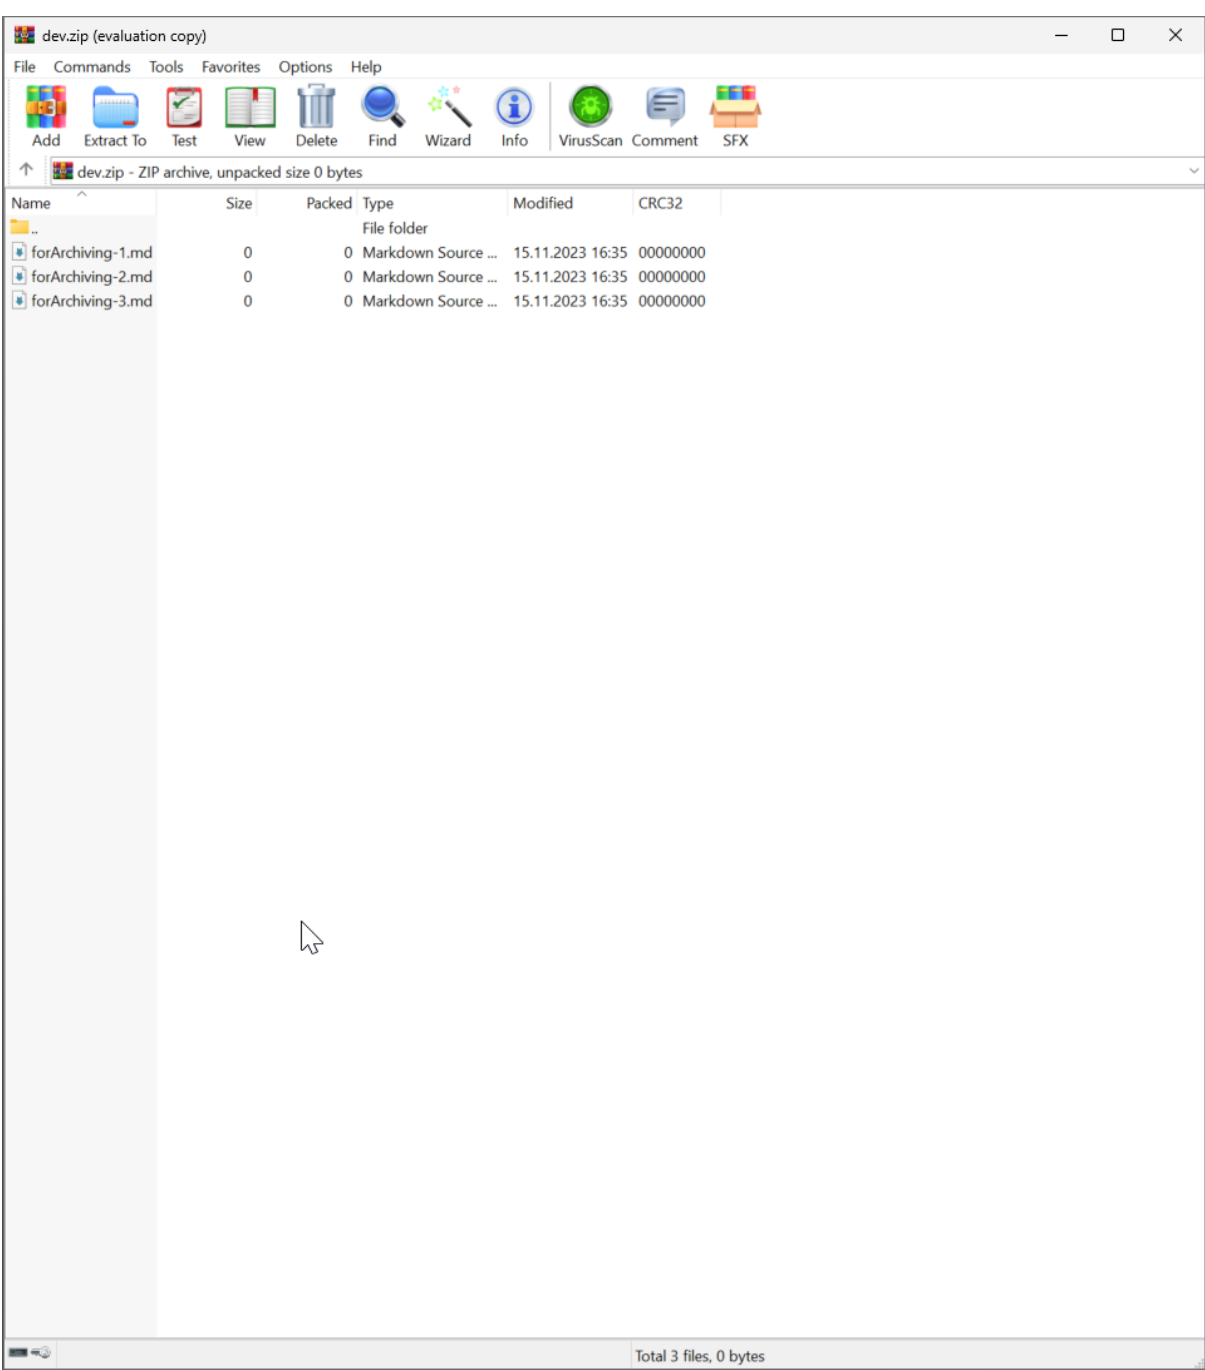 dev.zip (evaluation copy)
File Commands Tools Favorites Options Help
Add Extract To Test View Delete Find Wizard Info VirusScan Comment SFX
dev.zip - ZIP archive, unpacked size 0 bytes
Name Size Packed Type Modified CRC32
.. File folder
forArchiving-1.md 0 0 Markdown Source ... 15.11.2023 16:35 00000000
forArchiving-2.md 0 0 Markdown Source ... 15.11.2023 16:35 00000000
forArchiving-3.md 0 0 Markdown Source ... 15.11.2023 16:35 00000000
Total 3 files, 0 bytes